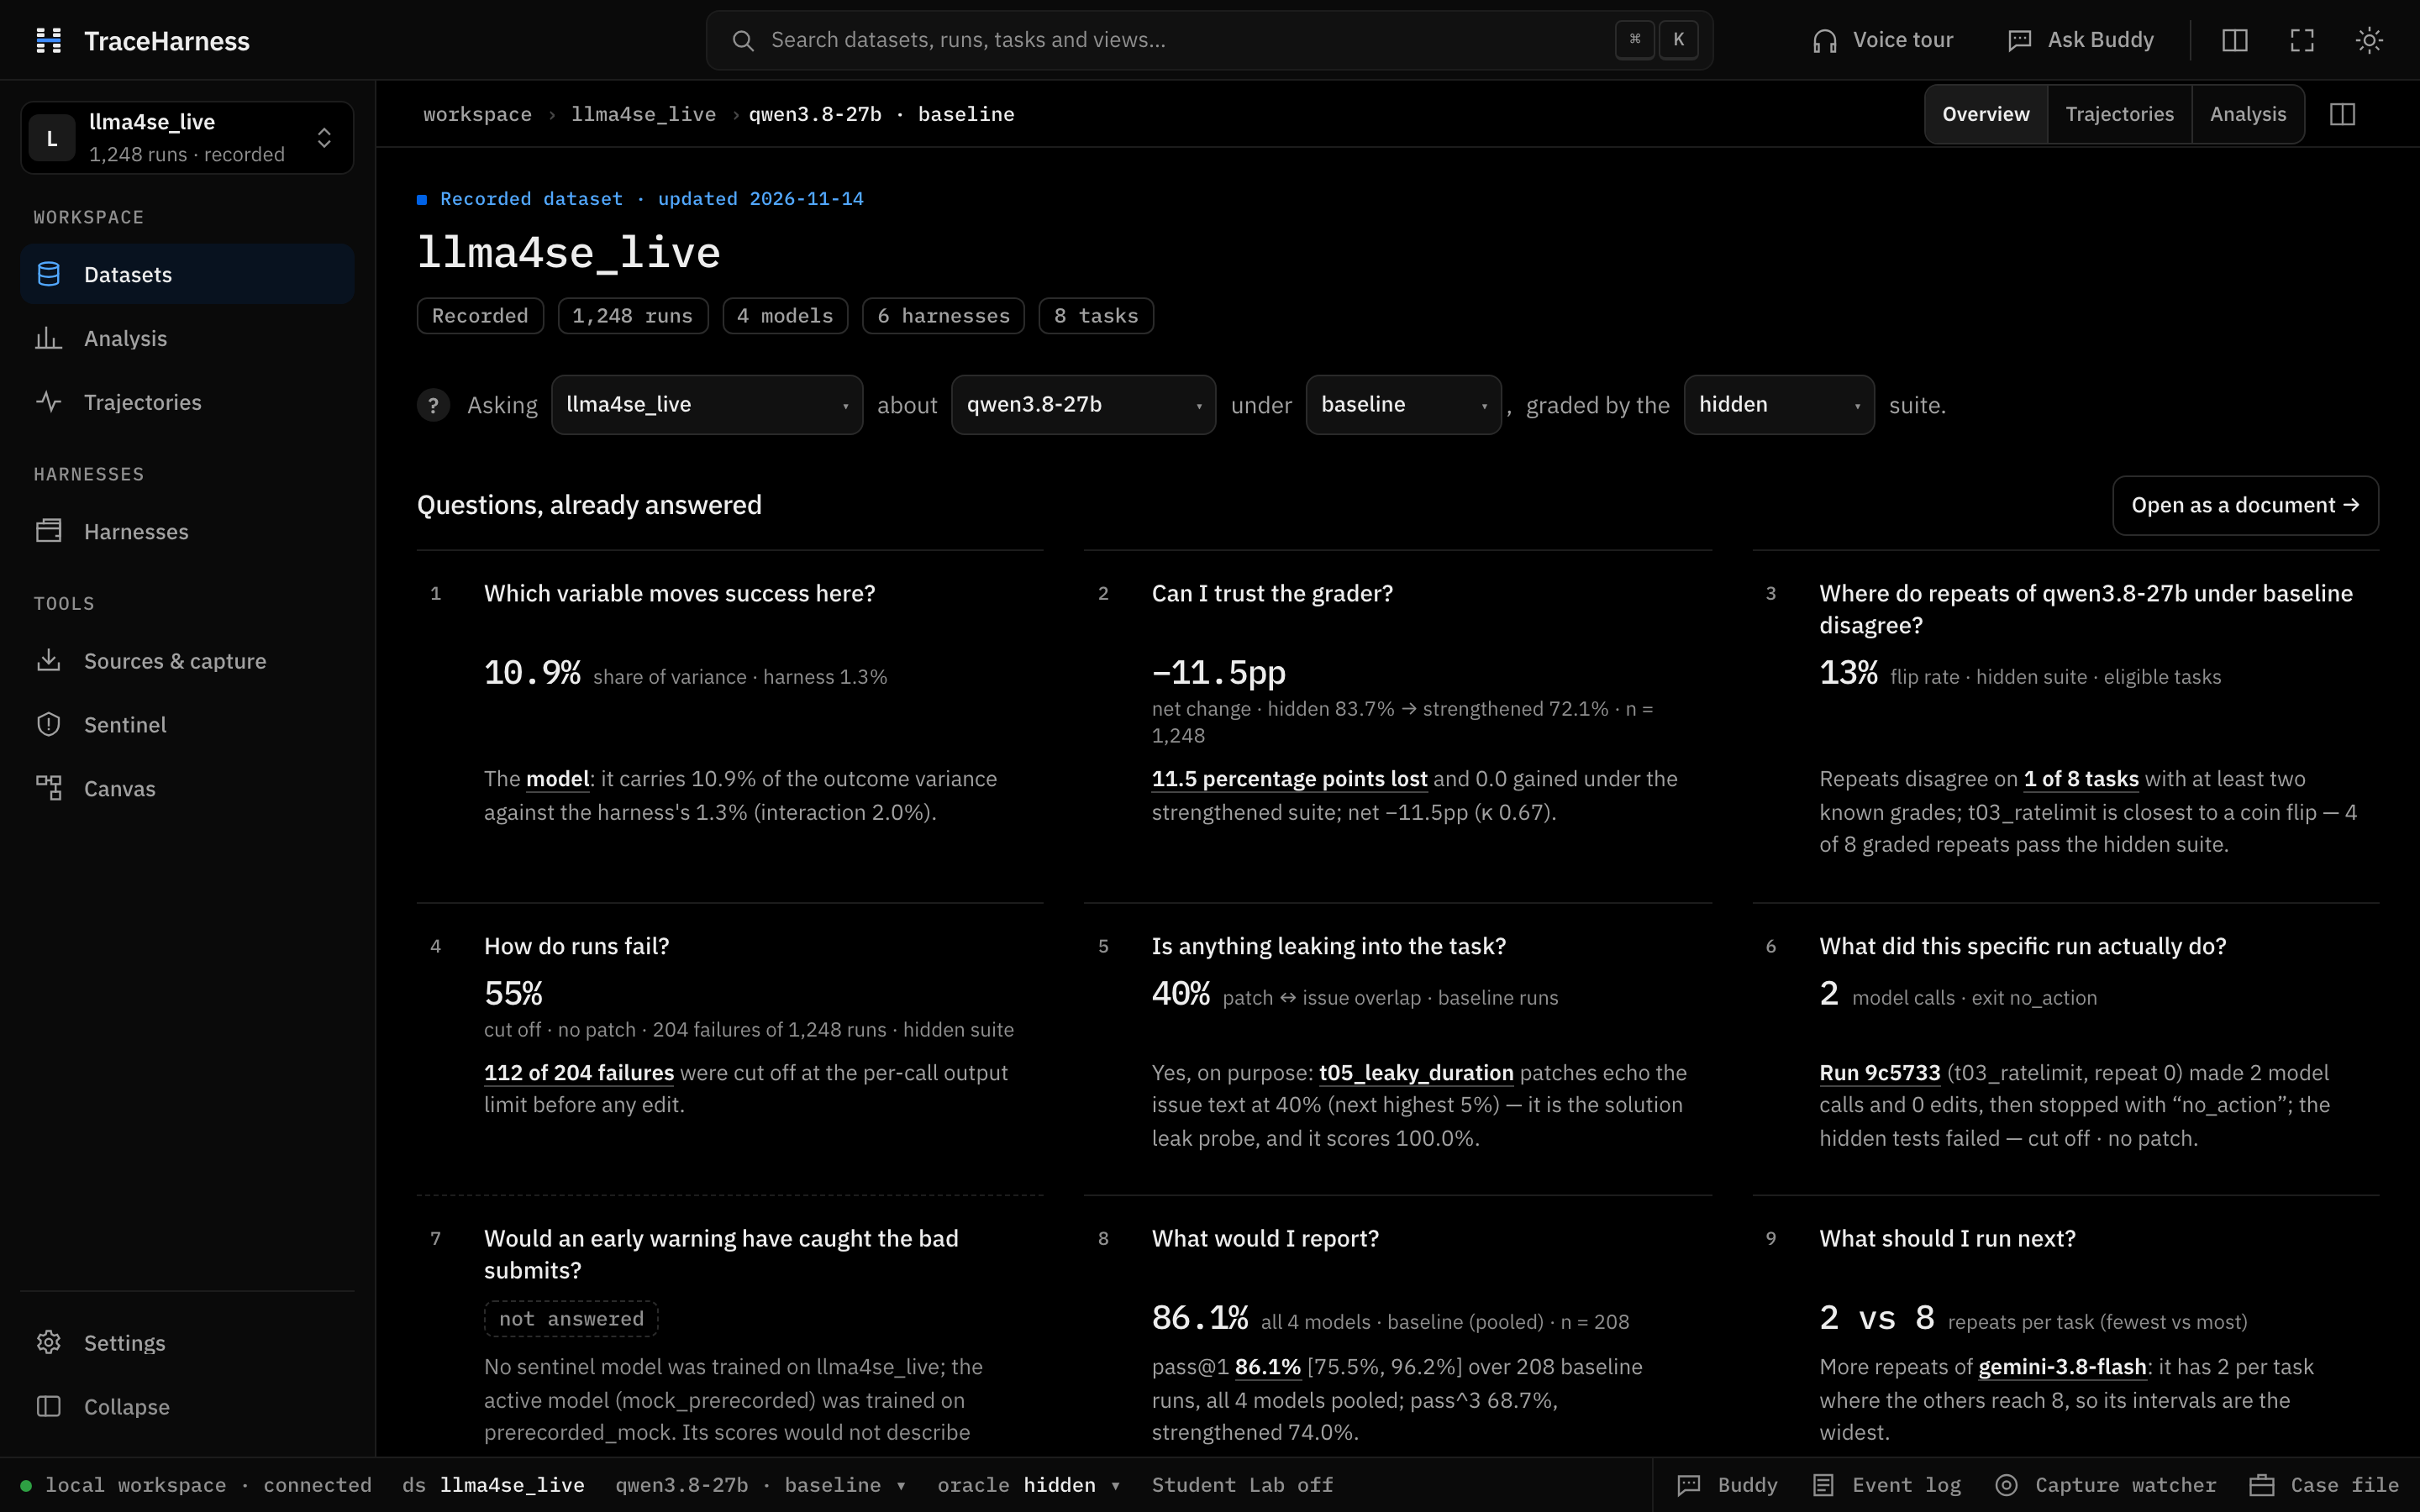 TraceHarness
Search datasets, runs, tasks and views...
⌘ K
Voice tour
Ask Buddy
L
llma4se_live
1,248 runs · recorded
WORKSPACE
Datasets
Analysis
Trajectories
HARNESSES
Harnesses
TOOLS
Sources & capture
Sentinel
Canvas
Settings
Collapse
workspace › llma4se_live › qwen3.8-27b · baseline
Overview
Trajectories
Analysis
Recorded dataset · updated 2026-11-14
llma4se_live
Recorded
1,248 runs
4 models
6 harnesses
8 tasks
? Asking llma4se_live about qwen3.8-27b under baseline , graded by the hidden suite.
Questions, already answered
Open as a document →
1 Which variable moves success here?
10.9% share of variance · harness 1.3%
The model: it carries 10.9% of the outcome variance
against the harness's 1.3% (interaction 2.0%).
2 Can I trust the grader?
−11.5pp
net change · hidden 83.7% → strengthened 72.1% · n =
1,248
11.5 percentage points lost and 0.0 gained under the
strengthened suite; net −11.5pp (κ 0.67).
3 Where do repeats of qwen3.8-27b under baseline
disagree?
13% flip rate · hidden suite · eligible tasks
Repeats disagree on 1 of 8 tasks with at least two
known grades; t03_ratelimit is closest to a coin flip — 4
of 8 graded repeats pass the hidden suite.
4 How do runs fail?
55%
cut off · no patch · 204 failures of 1,248 runs · hidden suite
112 of 204 failures were cut off at the per-call output
limit before any edit.
5 Is anything leaking into the task?
40% patch ↔ issue overlap · baseline runs
Yes, on purpose: t05_leaky_duration patches echo the
issue text at 40% (next highest 5%) — it is the solution
leak probe, and it scores 100.0%.
6 What did this specific run actually do?
2 model calls · exit no_action
Run 9c5733 (t03_ratelimit, repeat 0) made 2 model
calls and 0 edits, then stopped with “no_action”; the
hidden tests failed — cut off · no patch.
7 Would an early warning have caught the bad
submits?
not answered
No sentinel model was trained on llma4se_live; the
active model (mock_prerecorded) was trained on
prerecorded_mock. Its scores would not describe
8 What would I report?
86.1% all 4 models · baseline (pooled) · n = 208
pass@1 86.1% [75.5%, 96.2%] over 208 baseline
runs, all 4 models pooled; pass^3 68.7%,
strengthened 74.0%.
9 What should I run next?
2 vs 8 repeats per task (fewest vs most)
More repeats of gemini-3.8-flash: it has 2 per task
where the others reach 8, so its intervals are the
widest.
local workspace · connected
ds llma4se_live
qwen3.8-27b · baseline ▾
oracle hidden ▾
Student Lab off
Buddy
Event log
Capture watcher
Case file